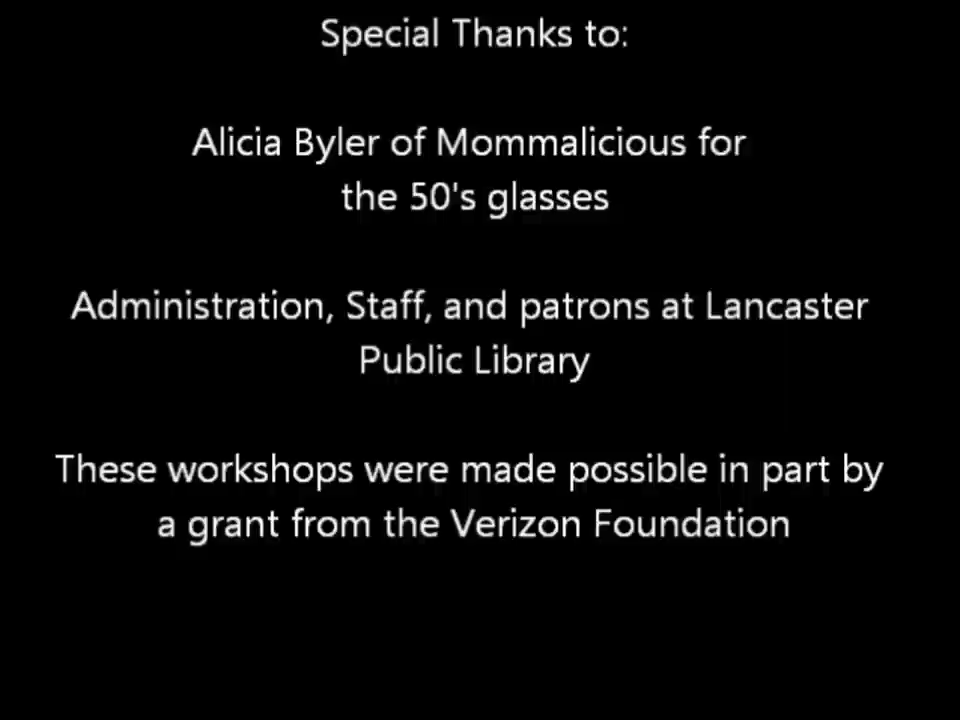 Special Thanks to:
Alicia Byler of Mommalicious for
the 50's glasses
Administration, Staff, and patrons at Lancaster
Public Library
These workshops were made possible in part by
a grant from the Verizon Foundation